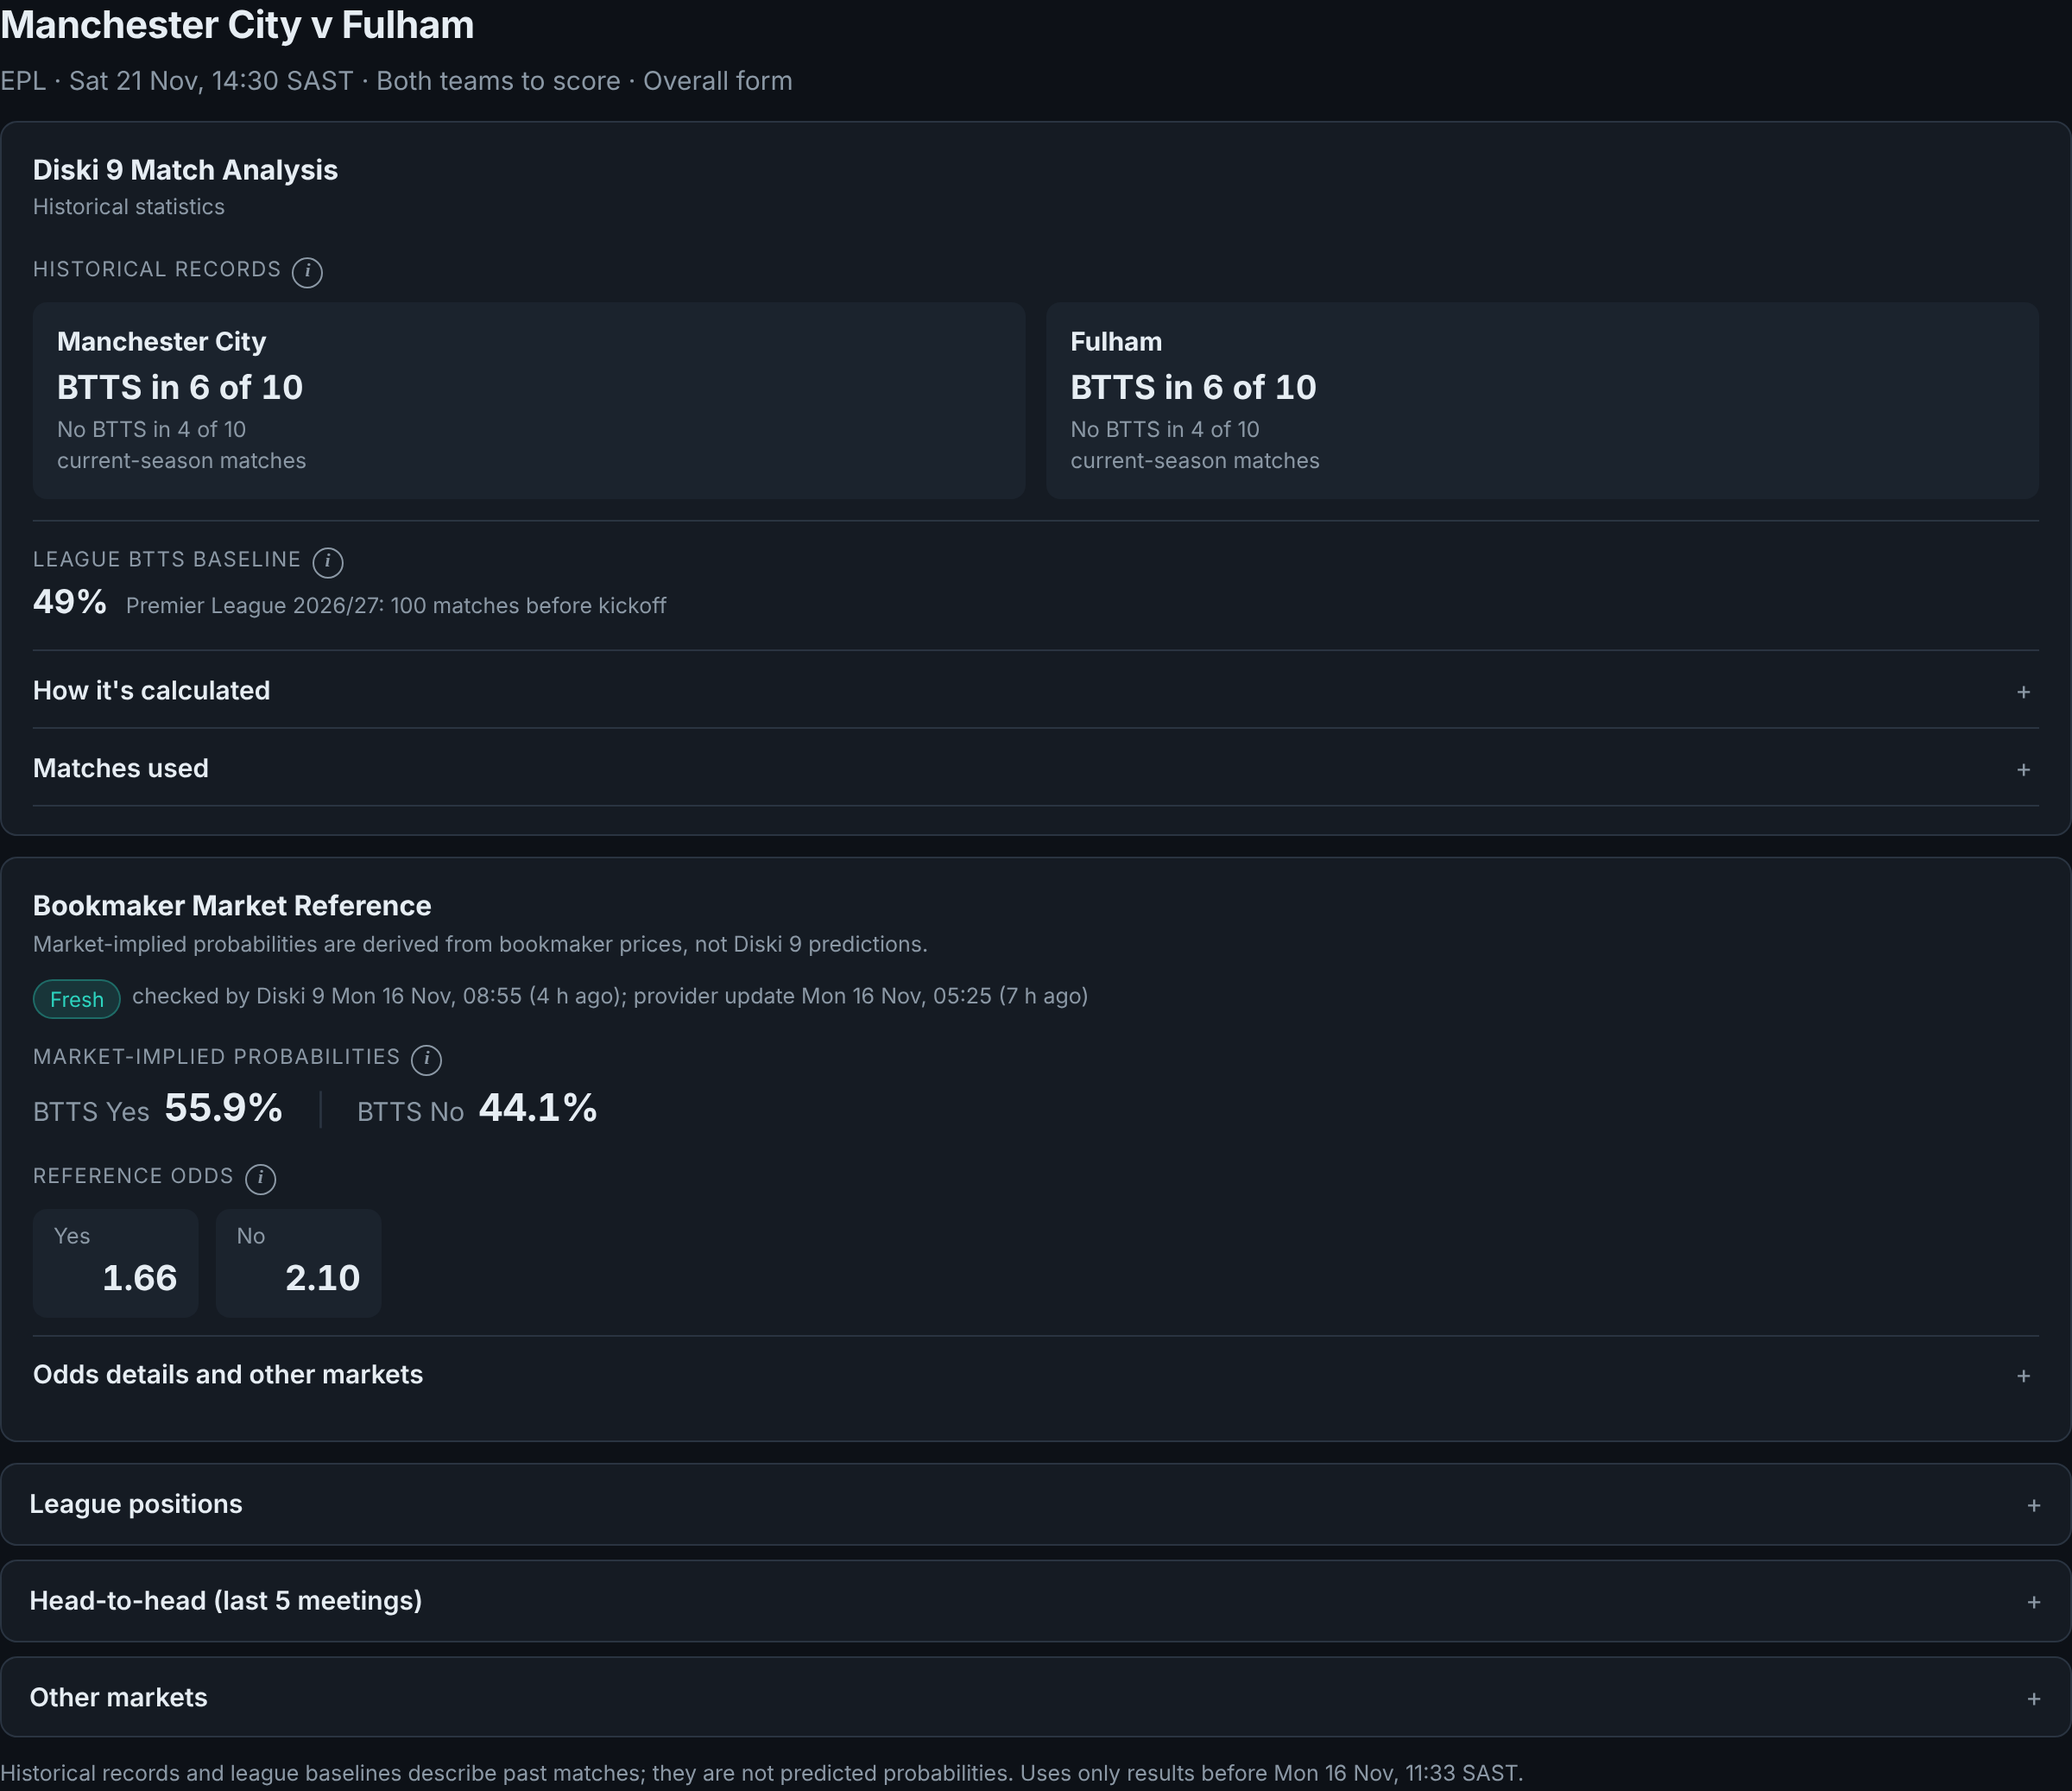 Manchester City v Fulham
EPL · Sat 21 Nov, 14:30 SAST · Both teams to score · Overall form
Diski 9 Match Analysis
Historical statistics
HISTORICAL RECORDS i
Manchester City
BTTS in 6 of 10
No BTTS in 4 of 10
current-season matches
Fulham
BTTS in 6 of 10
No BTTS in 4 of 10
current-season matches
LEAGUE BTTS BASELINE i
49% Premier League 2026/27: 100 matches before kickoff
How it's calculated +
Matches used +
Bookmaker Market Reference
Market-implied probabilities are derived from bookmaker prices, not Diski 9 predictions.
Fresh checked by Diski 9 Mon 16 Nov, 08:55 (4 h ago); provider update Mon 16 Nov, 05:25 (7 h ago)
MARKET-IMPLIED PROBABILITIES i
BTTS Yes 55.9% BTTS No 44.1%
REFERENCE ODDS i
Yes
1.66
No
2.10
Odds details and other markets +
League positions +
Head-to-head (last 5 meetings) +
Other markets +
Historical records and league baselines describe past matches; they are not predicted probabilities. Uses only results before Mon 16 Nov, 11:33 SAST.